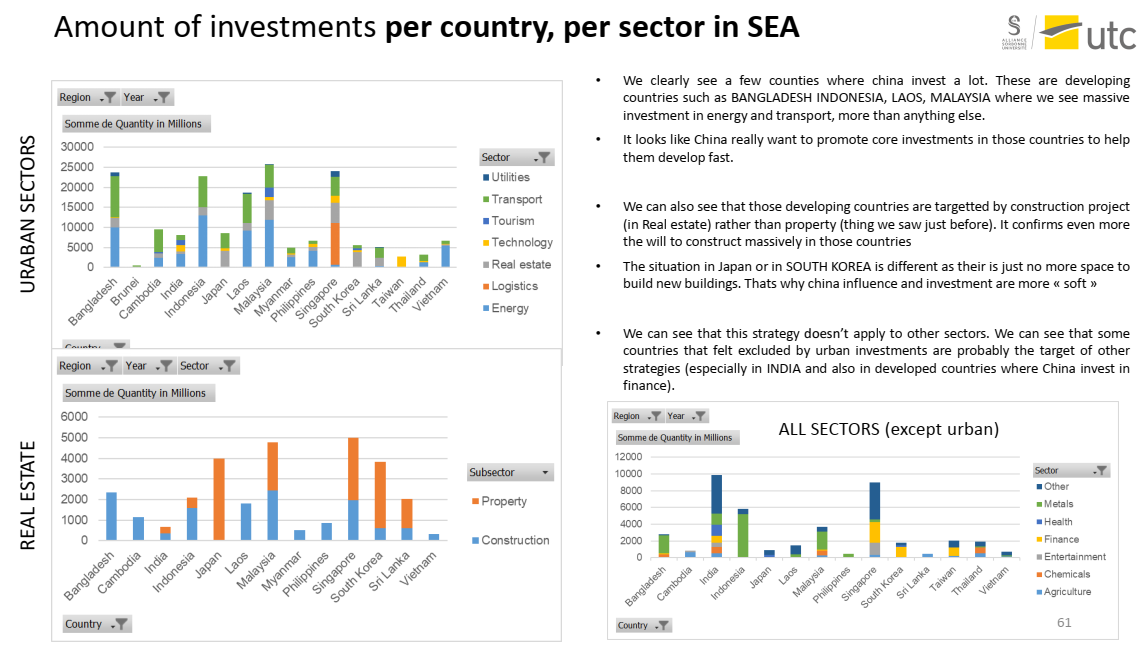 Amount of investments per country, per sector in SEA
ALLIANCE
SORBONNE
UNIVERSITÉ
utc
URABAN SECTORS
Region Year
Somme de Quantity in Millions
30000
25000
20000
15000
10000
5000
0
Bangladesh
Brunei
Cambodia
India
Indonesia
Japan
Laos
Malaysia
Myanmar
Philippines
Singapore
South Korea
Sri Lanka
Taiwan
Thailand
Vietnam
Sector
Utilities
Transport
Tourism
Technology
Real estate
Logistics
Energy
Country
REAL ESTATE
Region Year Sector
Somme de Quantity in Millions
6000
5000
4000
3000
2000
1000
0
Bangladesh
Cambodia
India
Indonesia
Japan
Laos
Malaysia
Myanmar
Philippines
Singapore
South Korea
Sri Lanka
Vietnam
Subsector
Property
Construction
Country
• We clearly see a few counties where china invest a lot. These are developing
countries such as BANGLADESH INDONESIA, LAOS, MALAYSIA where we see massive
investment in energy and transport, more than anything else.
• It looks like China really want to promote core investments in those countries to help
them develop fast.
• We can also see that those developing countries are targetted by construction project
(in Real estate) rather than property (thing we saw just before). It confirms even more
the will to construct massively in those countries
• The situation in Japan or in SOUTH KOREA is different as their is just no more space to
build new buildings. Thats why china influence and investment are more « soft »
• We can see that this strategy doesn’t apply to other sectors. We can see that some
countries that felt excluded by urban investments are probably the target of other
strategies (especially in INDIA and also in developed countries where China invest in
finance).
Region Year
Somme de Quantity in Millions
ALL SECTORS (except urban)
12000
10000
8000
6000
4000
2000
0
Bangladesh
Cambodia
India
Indonesia
Japan
Laos
Malaysia
Philippines
Singapore
South Korea
Sri Lanka
Taiwan
Thailand
Vietnam
Sector
Other
Metals
Health
Finance
Entertainment
Chemicals
Agriculture
Country
61